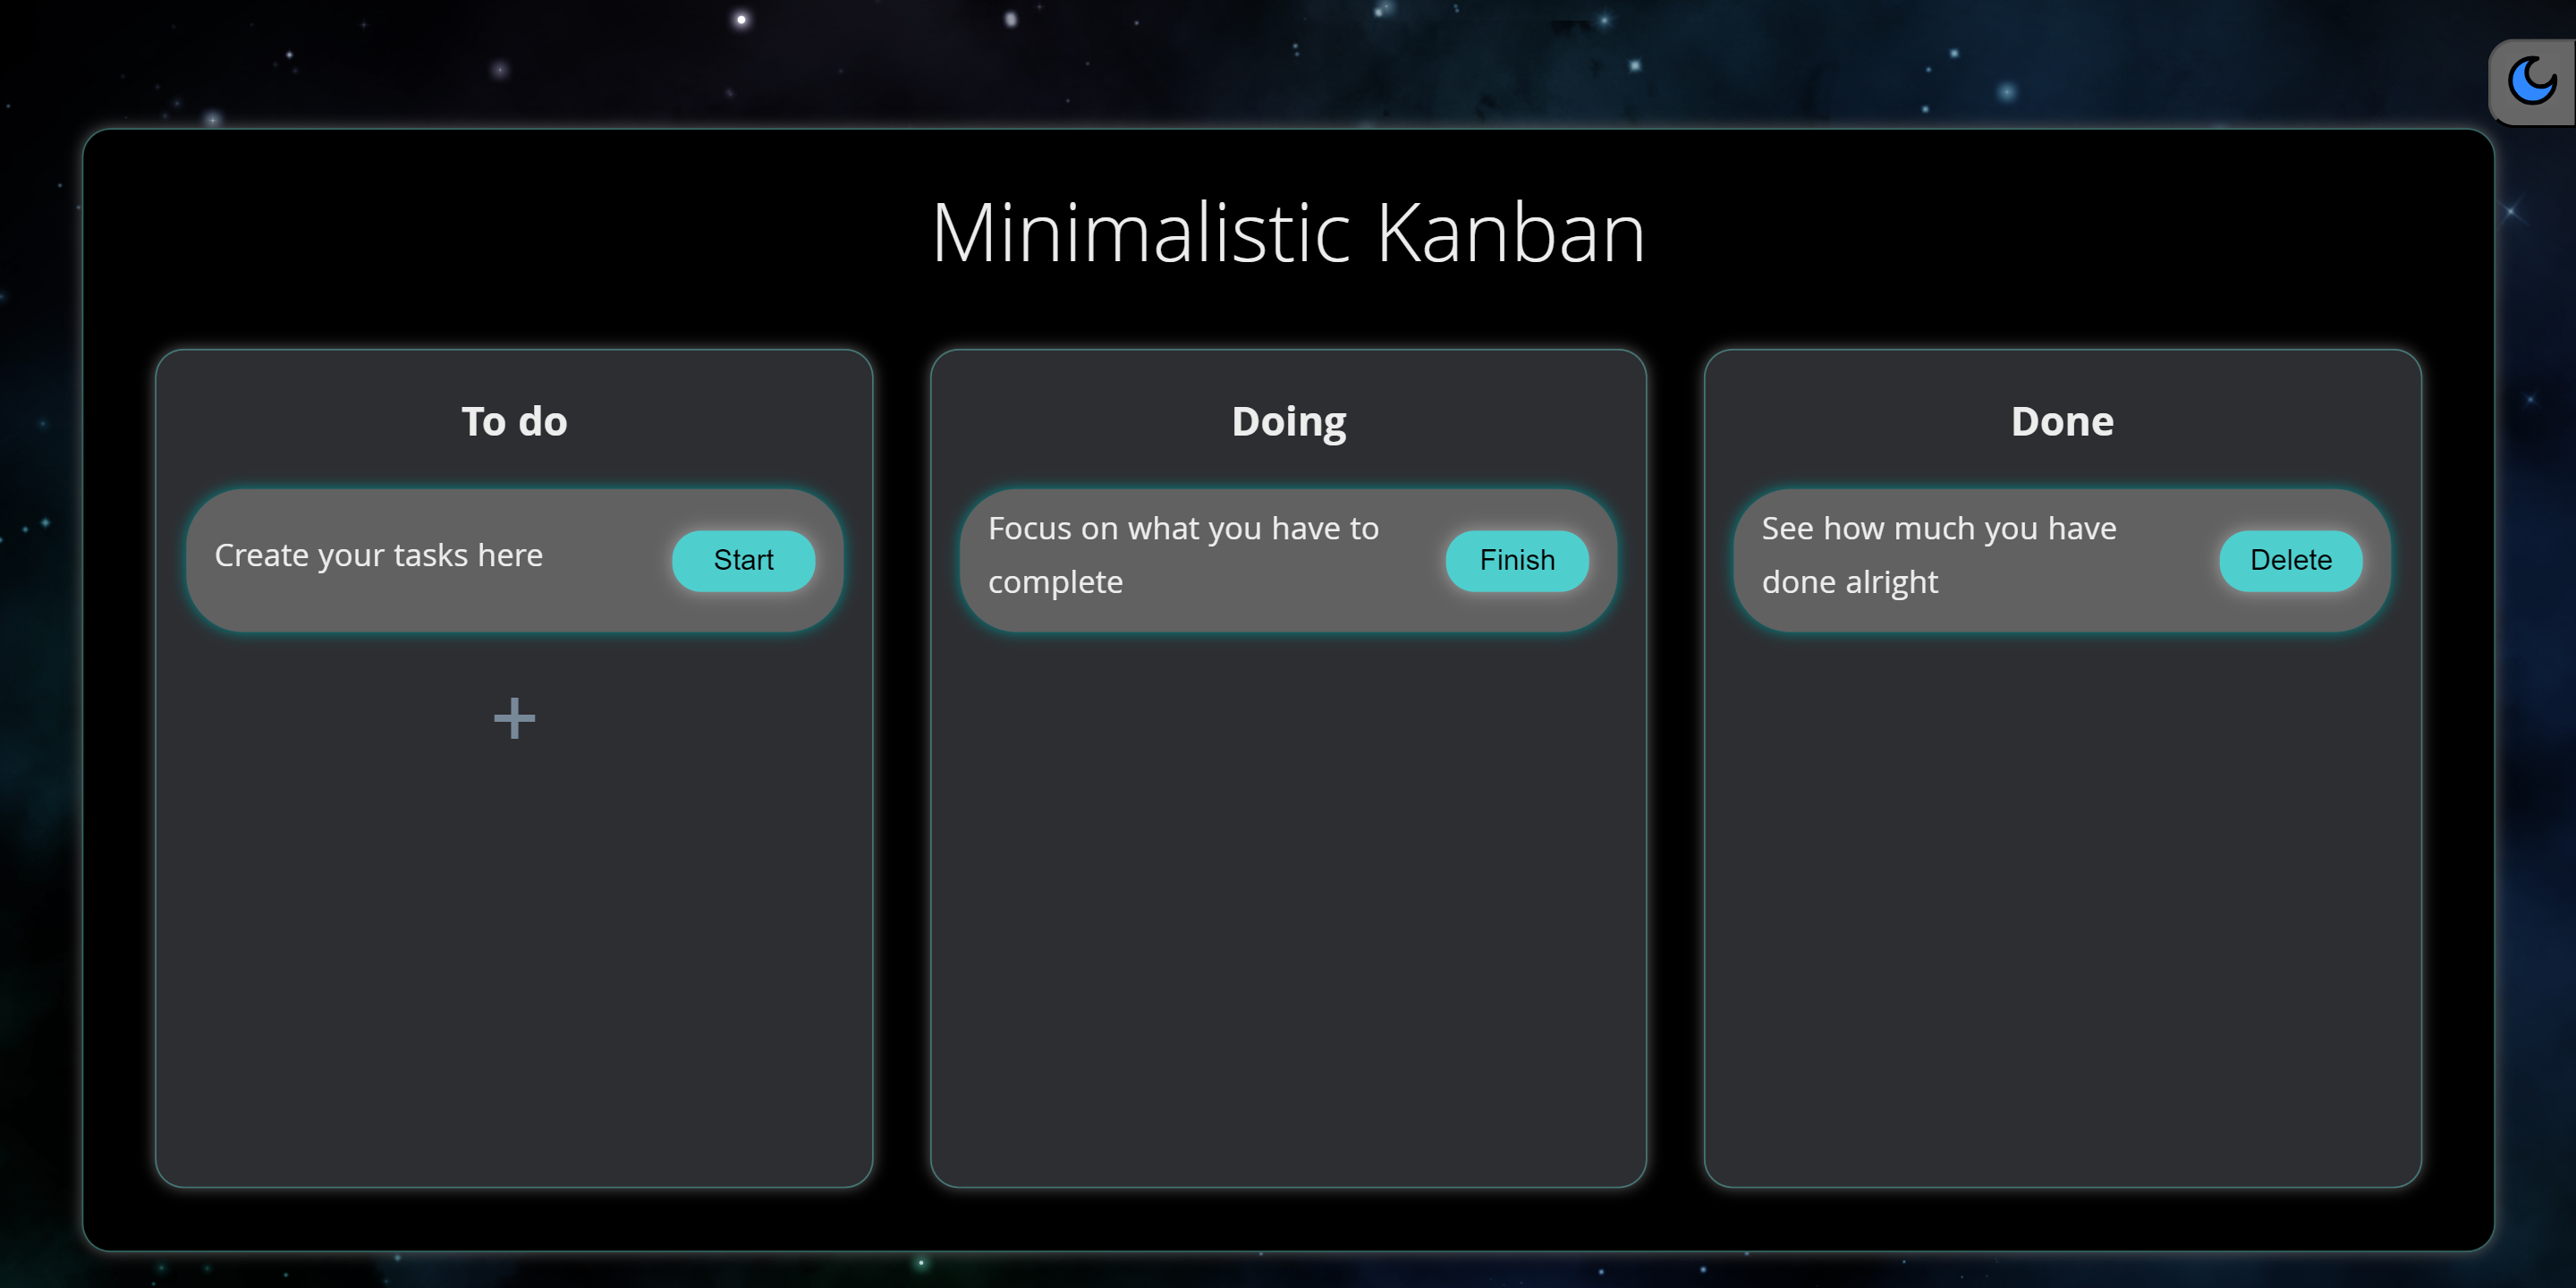 Minimalistic Kanban
To do
Create your tasks here
Start
+
Doing
Focus on what you have to
complete
Finish
Done
See how much you have
done alright
Delete